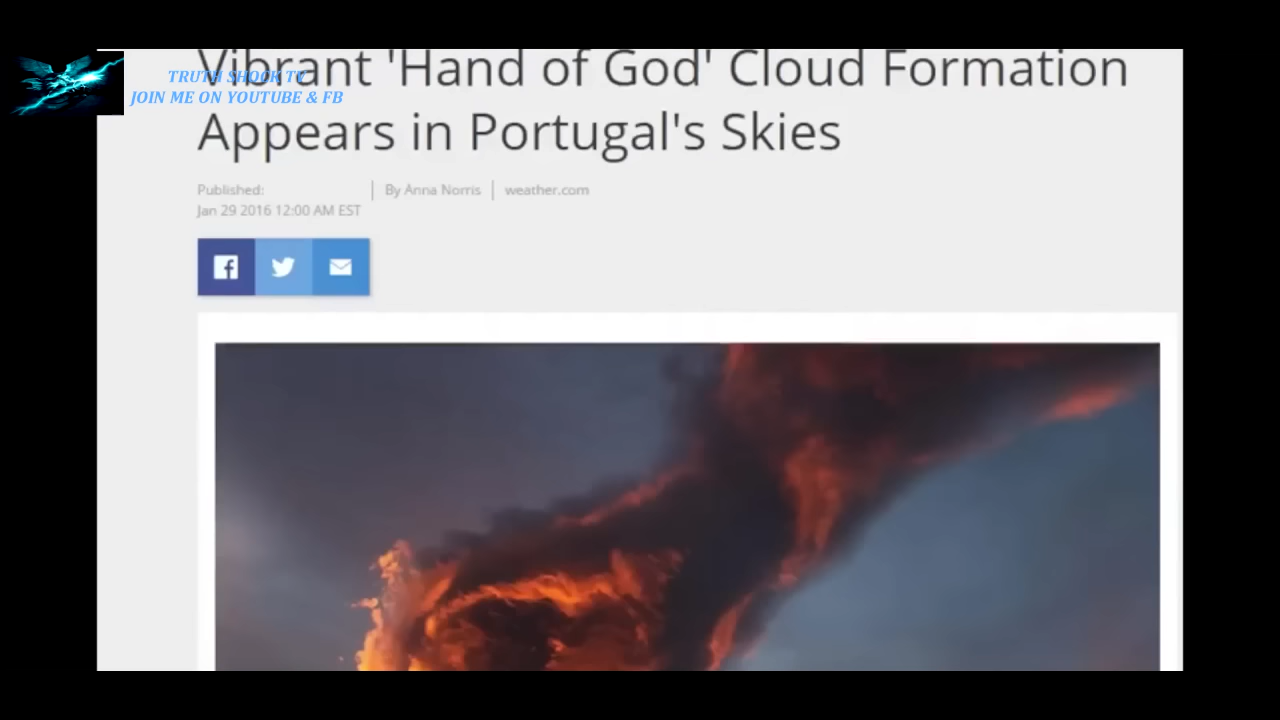 Vibrant 'Hand of God' Cloud Formation
TRUTH SHOCK TV
JOIN ME ON YOUTUBE & FB
Appears in Portugal's Skies
Published:
Jan 29 2016 12:00 AM EST
By Anna Norris
weather.com